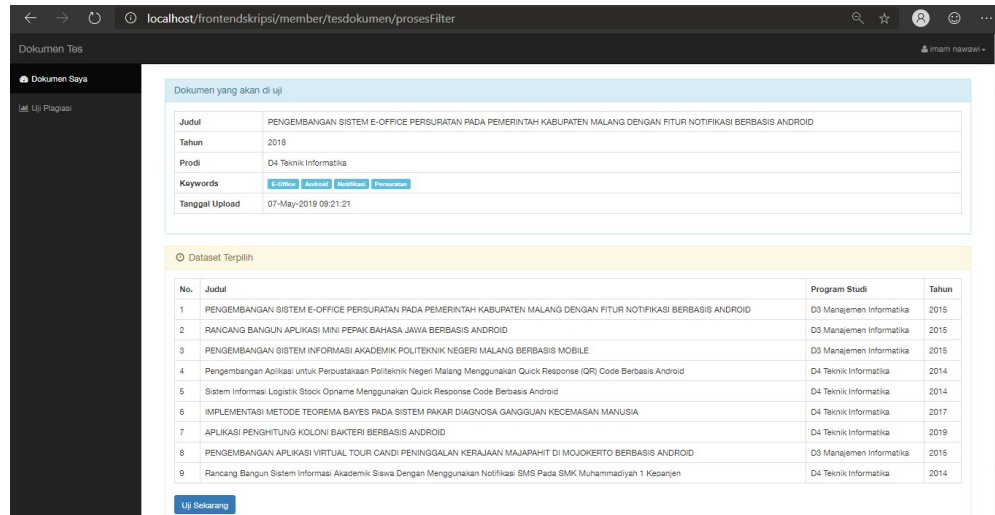 localhost/frontendskripsi/member/tesdokumen/prosesFilter
Dokumen Tes
imam nawawi
Dokumen Saya
Uji Plagiasi
Dokumen yang akan di uji
Judul PENGEMBANGAN SISTEM E-OFFICE PERSURATAN PADA PEMERINTAH KABUPATEN MALANG DENGAN FITUR NOTIFIKASI BERBASIS ANDROID
Tahun 2018
Prodi D4 Teknik Informatika
Keywords E-Office Android Notifikasi Persuratan
Tanggal Upload 07-May-2019 09:21:21
Dataset Terpilih
No. Judul Program Studi Tahun
1 PENGEMBANGAN SISTEM E-OFFICE PERSURATAN PADA PEMERINTAH KABUPATEN MALANG DENGAN FITUR NOTIFIKASI BERBASIS ANDROID D3 Manajemen Informatika 2015
2 RANCANG BANGUN APLIKASI MINI PEPAK BAHASA JAWA BERBASIS ANDROID D3 Manajemen Informatika 2015
3 PENGEMBANGAN SISTEM INFORMASI AKADEMIK POLITEKNIK NEGERI MALANG BERBASIS MOBILE D3 Manajemen Informatika 2015
4 Pengembangan Aplikasi untuk Perpustakaan Politeknik Negeri Malang Menggunakan Quick Response (QR) Code Berbasis Android D4 Teknik Informatika 2014
5 Sistem Informasi Logistik Stock Opname Menggunakan Quick Response Code Berbasis Android D4 Teknik Informatika 2014
6 IMPLEMENTASI METODE TEOREMA BAYES PADA SISTEM PAKAR DIAGNOSA GANGGUAN KECEMASAN MANUSIA D4 Teknik Informatika 2017
7 APLIKASI PENGHITUNG KOLONI BAKTERI BERBASIS ANDROID D4 Teknik Informatika 2019
8 PENGEMBANGAN APLIKASI VIRTUAL TOUR CANDI PENINGGALAN KERAJAAN MAJAPAHIT DI MOJOKERTO BERBASIS ANDROID D3 Manajemen Informatika 2015
9 Rancang Bangun Sistem Informasi Akademik Siswa Dengan Menggunakan Notifikasi SMS Pada SMK Muhammadiyah 1 Kepanjen D4 Teknik Informatika 2014
Uji Sekarang